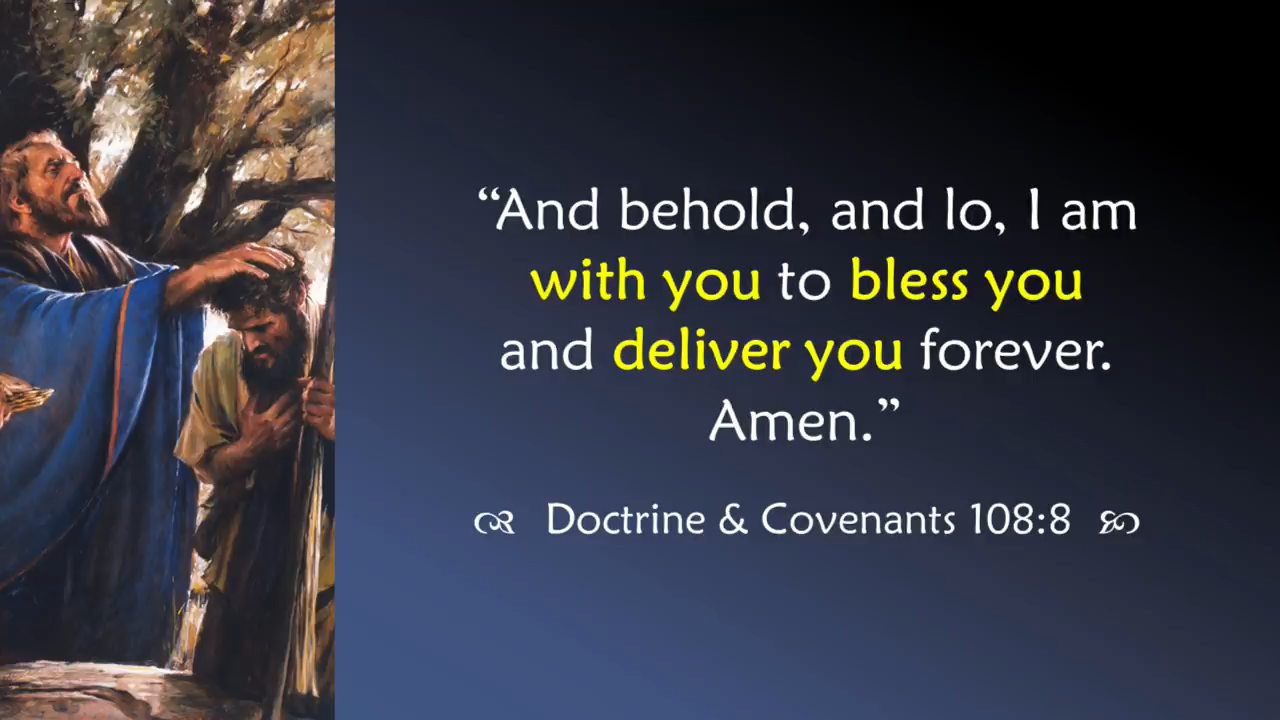 “And behold, and lo, I am
with you to bless you
and deliver you forever.
Amen.”
Doctrine & Covenants 108:8